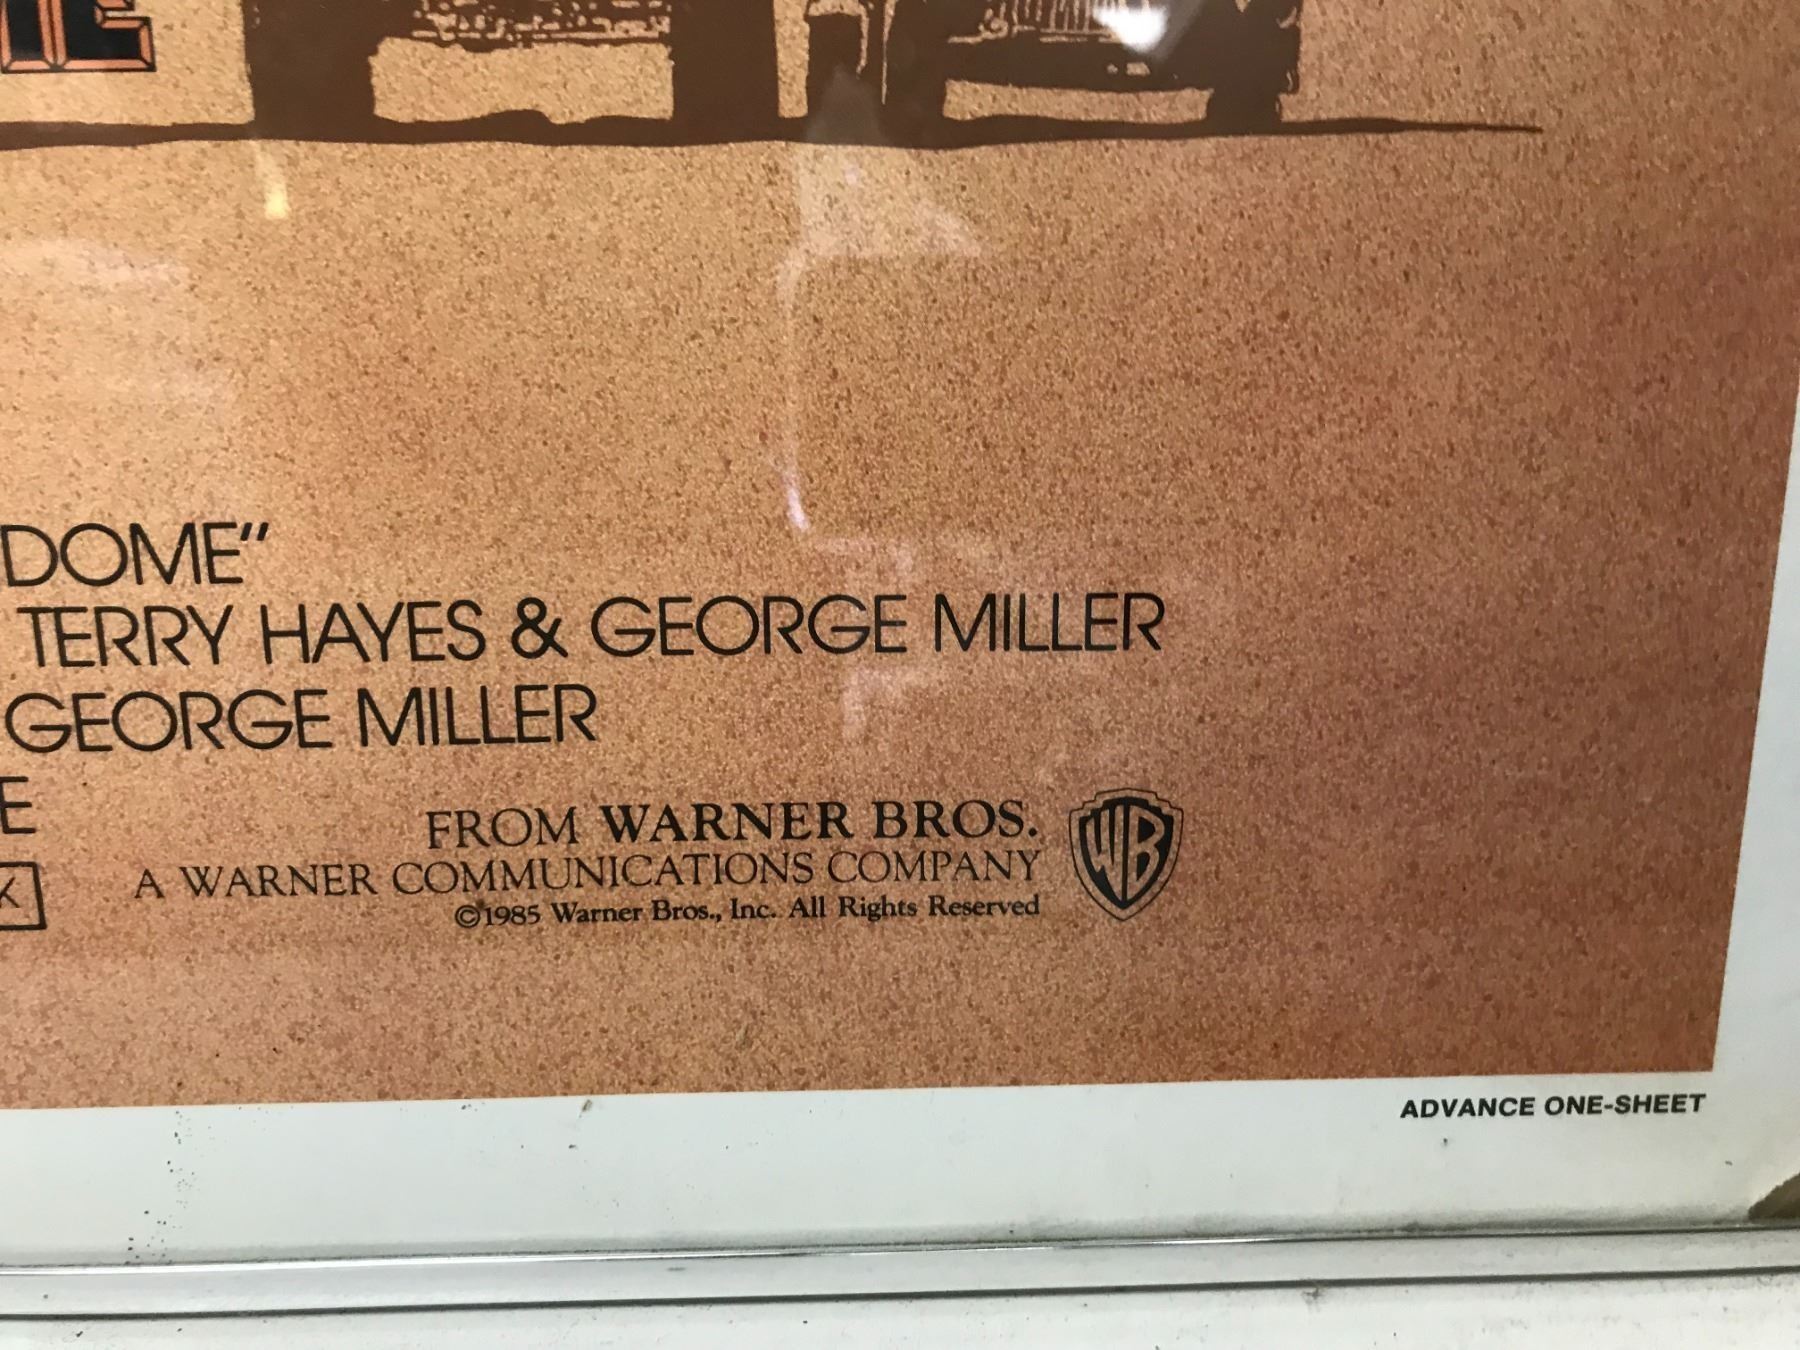 E
DOME"
TERRY HAYES & GEORGE MILLER
GEORGE MILLER
E
FROM WARNER BROS.
A WARNER COMMUNICATIONS COMPANY
©1985 Warner Bros., Inc. All Rights Reserved
WB
ADVANCE ONE-SHEET